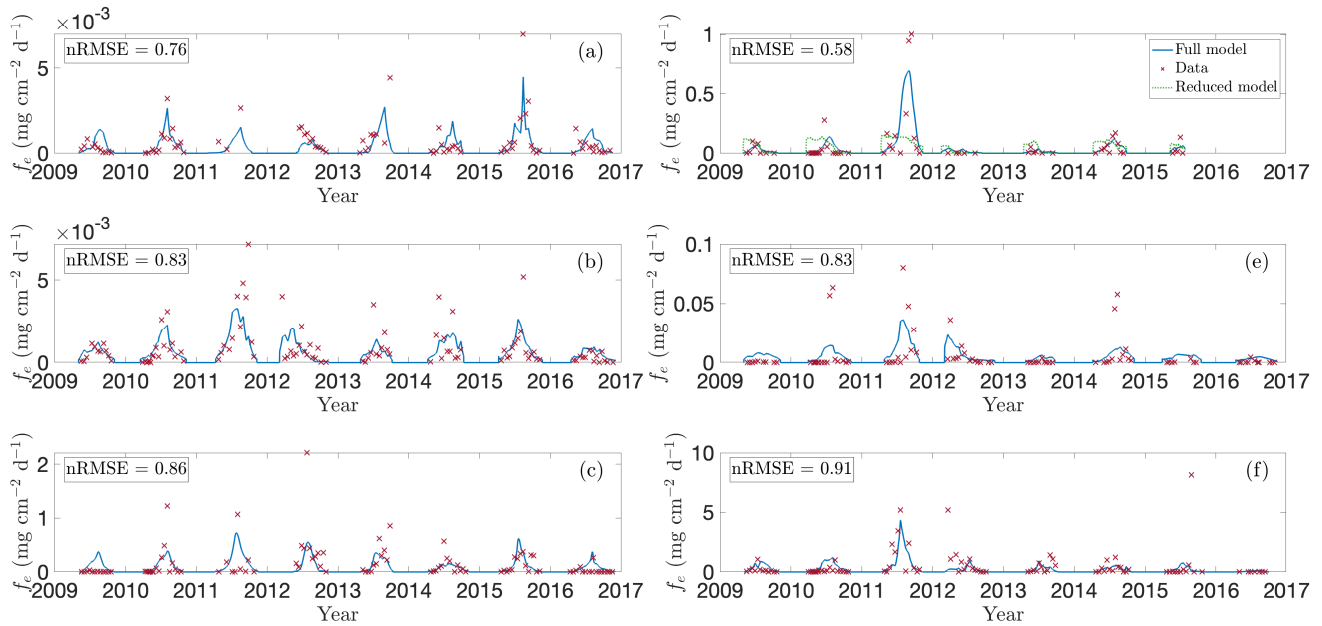 ×10⁻³
nRMSE = 0.76
(a)
5
0
fₑ (mg cm⁻² d⁻¹)
2009 2010 2011 2012 2013 2014 2015 2016 2017
Year
nRMSE = 0.58
Full model
Data
Reduced model
1
0.5
0
fₑ (mg cm⁻² d⁻¹)
2009 2010 2011 2012 2013 2014 2015 2016 2017
Year
×10⁻³
nRMSE = 0.83
(b)
5
0
fₑ (mg cm⁻² d⁻¹)
2009 2010 2011 2012 2013 2014 2015 2016 2017
Year
nRMSE = 0.83
(e)
0.1
0.05
0
fₑ (mg cm⁻² d⁻¹)
2009 2010 2011 2012 2013 2014 2015 2016 2017
Year
nRMSE = 0.86
(c)
2
1
0
fₑ (mg cm⁻² d⁻¹)
2009 2010 2011 2012 2013 2014 2015 2016 2017
Year
nRMSE = 0.91
(f)
10
5
0
fₑ (mg cm⁻² d⁻¹)
2009 2010 2011 2012 2013 2014 2015 2016 2017
Year